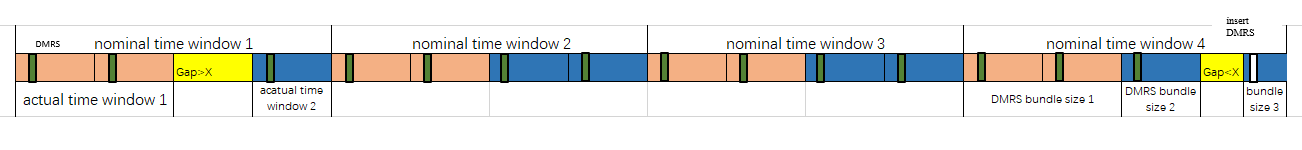 insert
DMRS
DMRS
nominal time window 1
nominal time window 2
nominal time window 3
nominal time window 4
Gap>X
Gap<X
actual time window 1
acatual time
window 2
DMRS bundle size 1
DMRS bundle
size 2
bundle
size 3